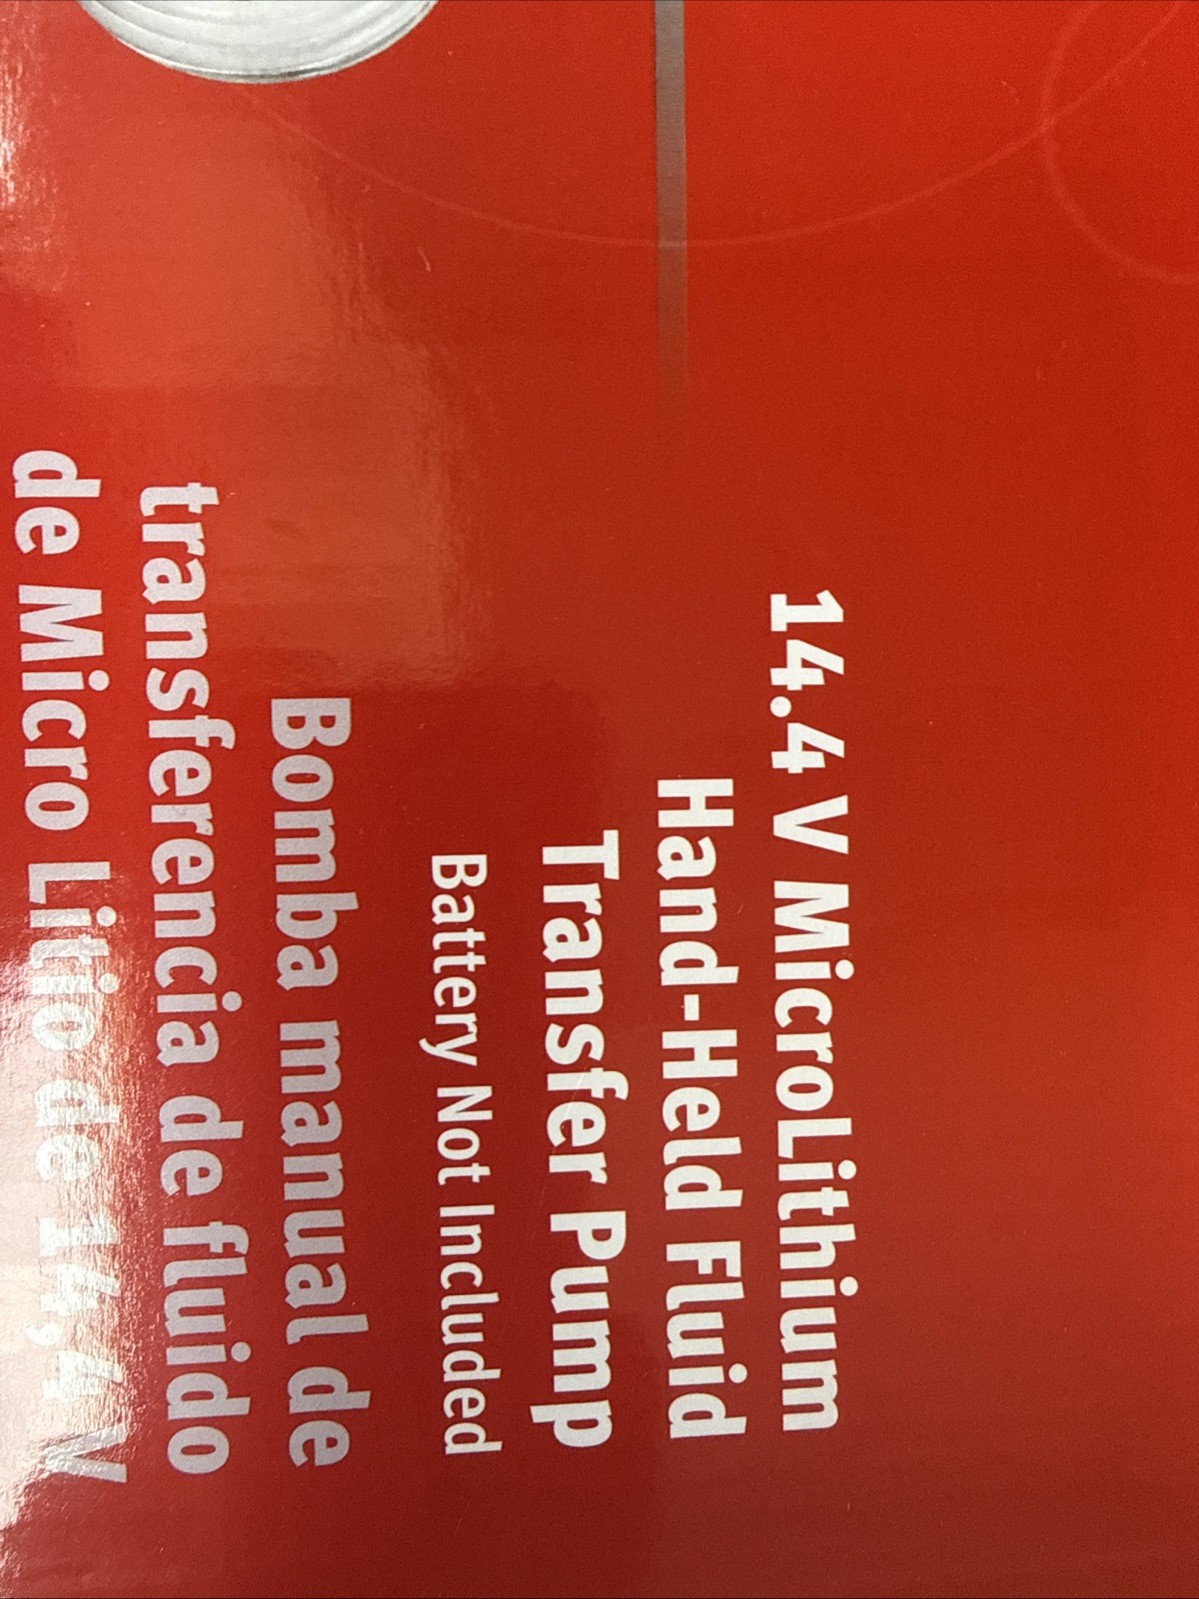 14.4 V MicroLithium
Hand-Held Fluid
Transfer Pump
Battery Not Included
Bomba manual de
transferencia de fluido
de Micro Litio de 14,4 V